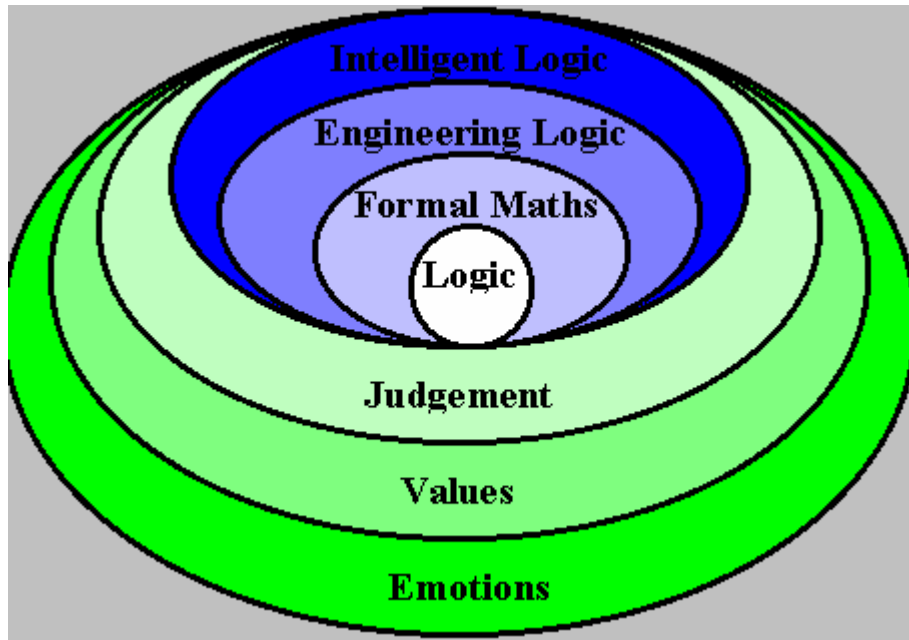 Intelligent Logic
Engineering Logic
Formal Maths
Logic
Judgement
Values
Emotions